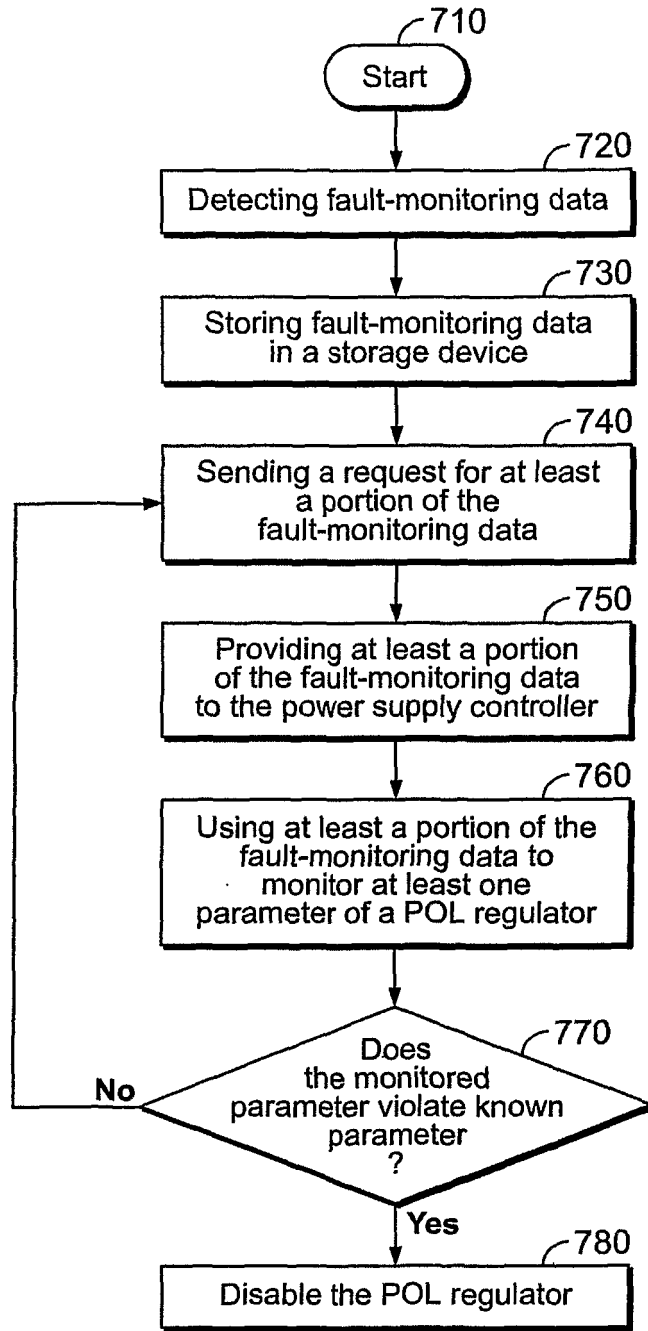 710
Start
720
Detecting fault-monitoring data
730
Storing fault-monitoring data
in a storage device
740
Sending a request for at least
a portion of the
fault-monitoring data
750
Providing at least a portion
of the fault-monitoring data
to the power supply controller
760
Using at least a portion of the
fault-monitoring data to
monitor at least one
parameter of a POL regulator
770
Does
the monitored
parameter violate known
parameter
?
No
Yes
780
Disable the POL regulator